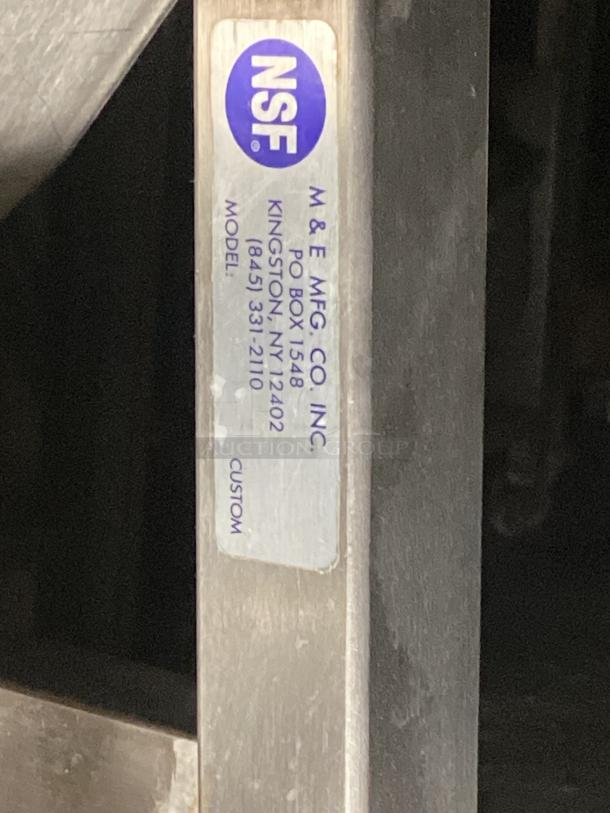 NSF®
M & E MFG. CO. INC.
PO BOX 1548
KINGSTON, NY 12402
(845) 331-2110
MODEL: CUSTOM
AUCTION GROUP